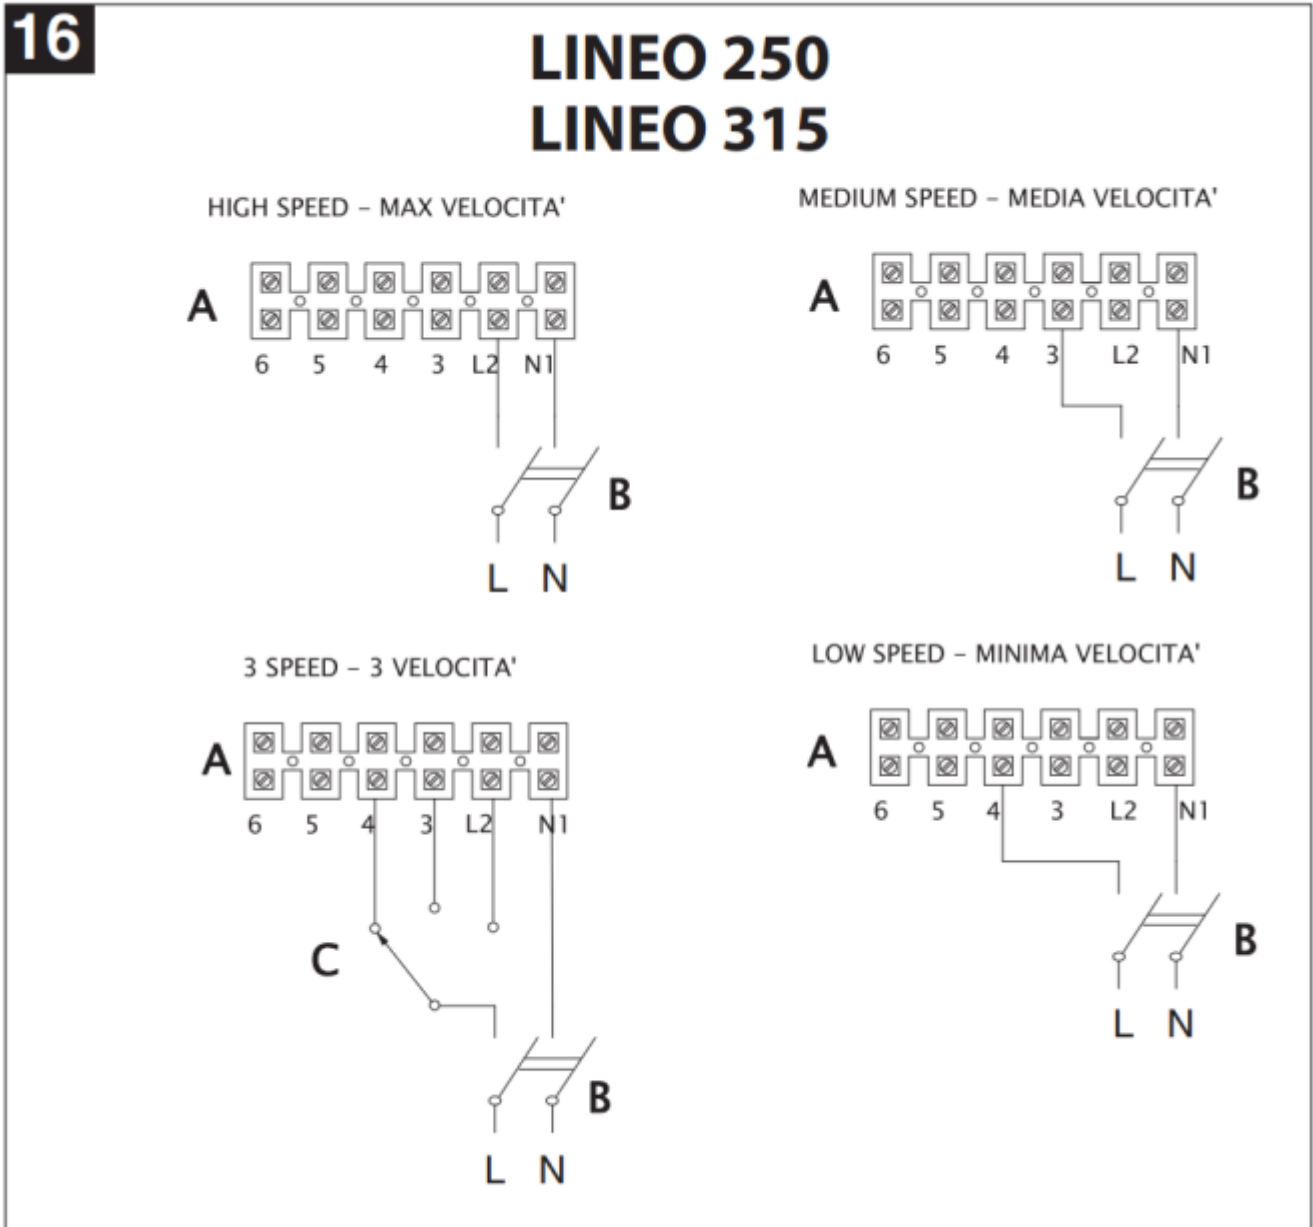 16
LINEO 250
LINEO 315
HIGH SPEED – MAX VELOCITA'
A
6 5 4 3 L2 N1
B
L N
MEDIUM SPEED – MEDIA VELOCITA'
A
6 5 4 3 L2 N1
B
L N
3 SPEED – 3 VELOCITA'
A
6 5 4 3 L2 N1
C
B
L N
LOW SPEED – MINIMA VELOCITA'
A
6 5 4 3 L2 N1
B
L N